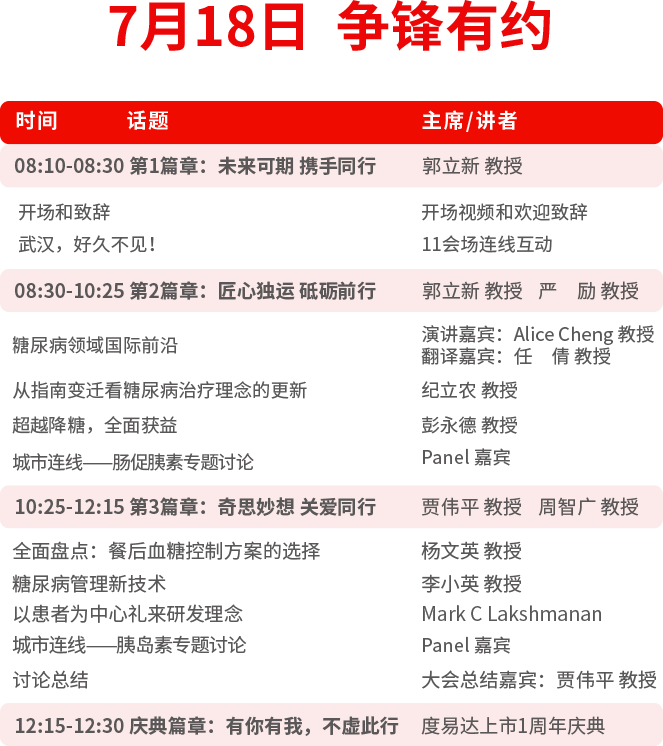 7月18日 争锋有约
时间 话题 主席/讲者
08:10-08:30 第1篇章：未来可期 携手同行 郭立新 教授
开场和致辞 开场视频和欢迎致辞
武汉，好久不见！ 11会场连线互动
08:30-10:25 第2篇章：匠心独运 砥砺前行 郭立新 教授 严 励 教授
糖尿病领域国际前沿 演讲嘉宾：Alice Cheng 教授
翻译嘉宾：任 倩 教授
从指南变迁看糖尿病治疗理念的更新 纪立农 教授
超越降糖，全面获益 彭永德 教授
城市连线——肠促胰素专题讨论 Panel 嘉宾
10:25-12:15 第3篇章：奇思妙想 关爱同行 贾伟平 教授 周智广 教授
全面盘点：餐后血糖控制方案的选择 杨文英 教授
糖尿病管理新技术 李小英 教授
以患者为中心礼来研发理念 Mark C Lakshmanan
城市连线——胰岛素专题讨论 Panel 嘉宾
讨论总结 大会总结嘉宾：贾伟平 教授
12:15-12:30 庆典篇章：有你有我，不虚此行 度易达上市1周年庆典